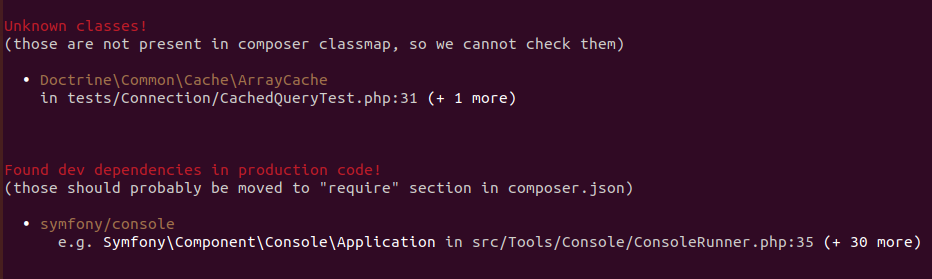 Unknown classes!
(those are not present in composer classmap, so we cannot check them)
• Doctrine\Common\Cache\ArrayCache
in tests/Connection/CachedQueryTest.php:31 (+ 1 more)
Found dev dependencies in production code!
(those should probably be moved to "require" section in composer.json)
• symfony/console
e.g. Symfony\Component\Console\Application in src/Tools/Console/ConsoleRunner.php:35 (+ 30 more)